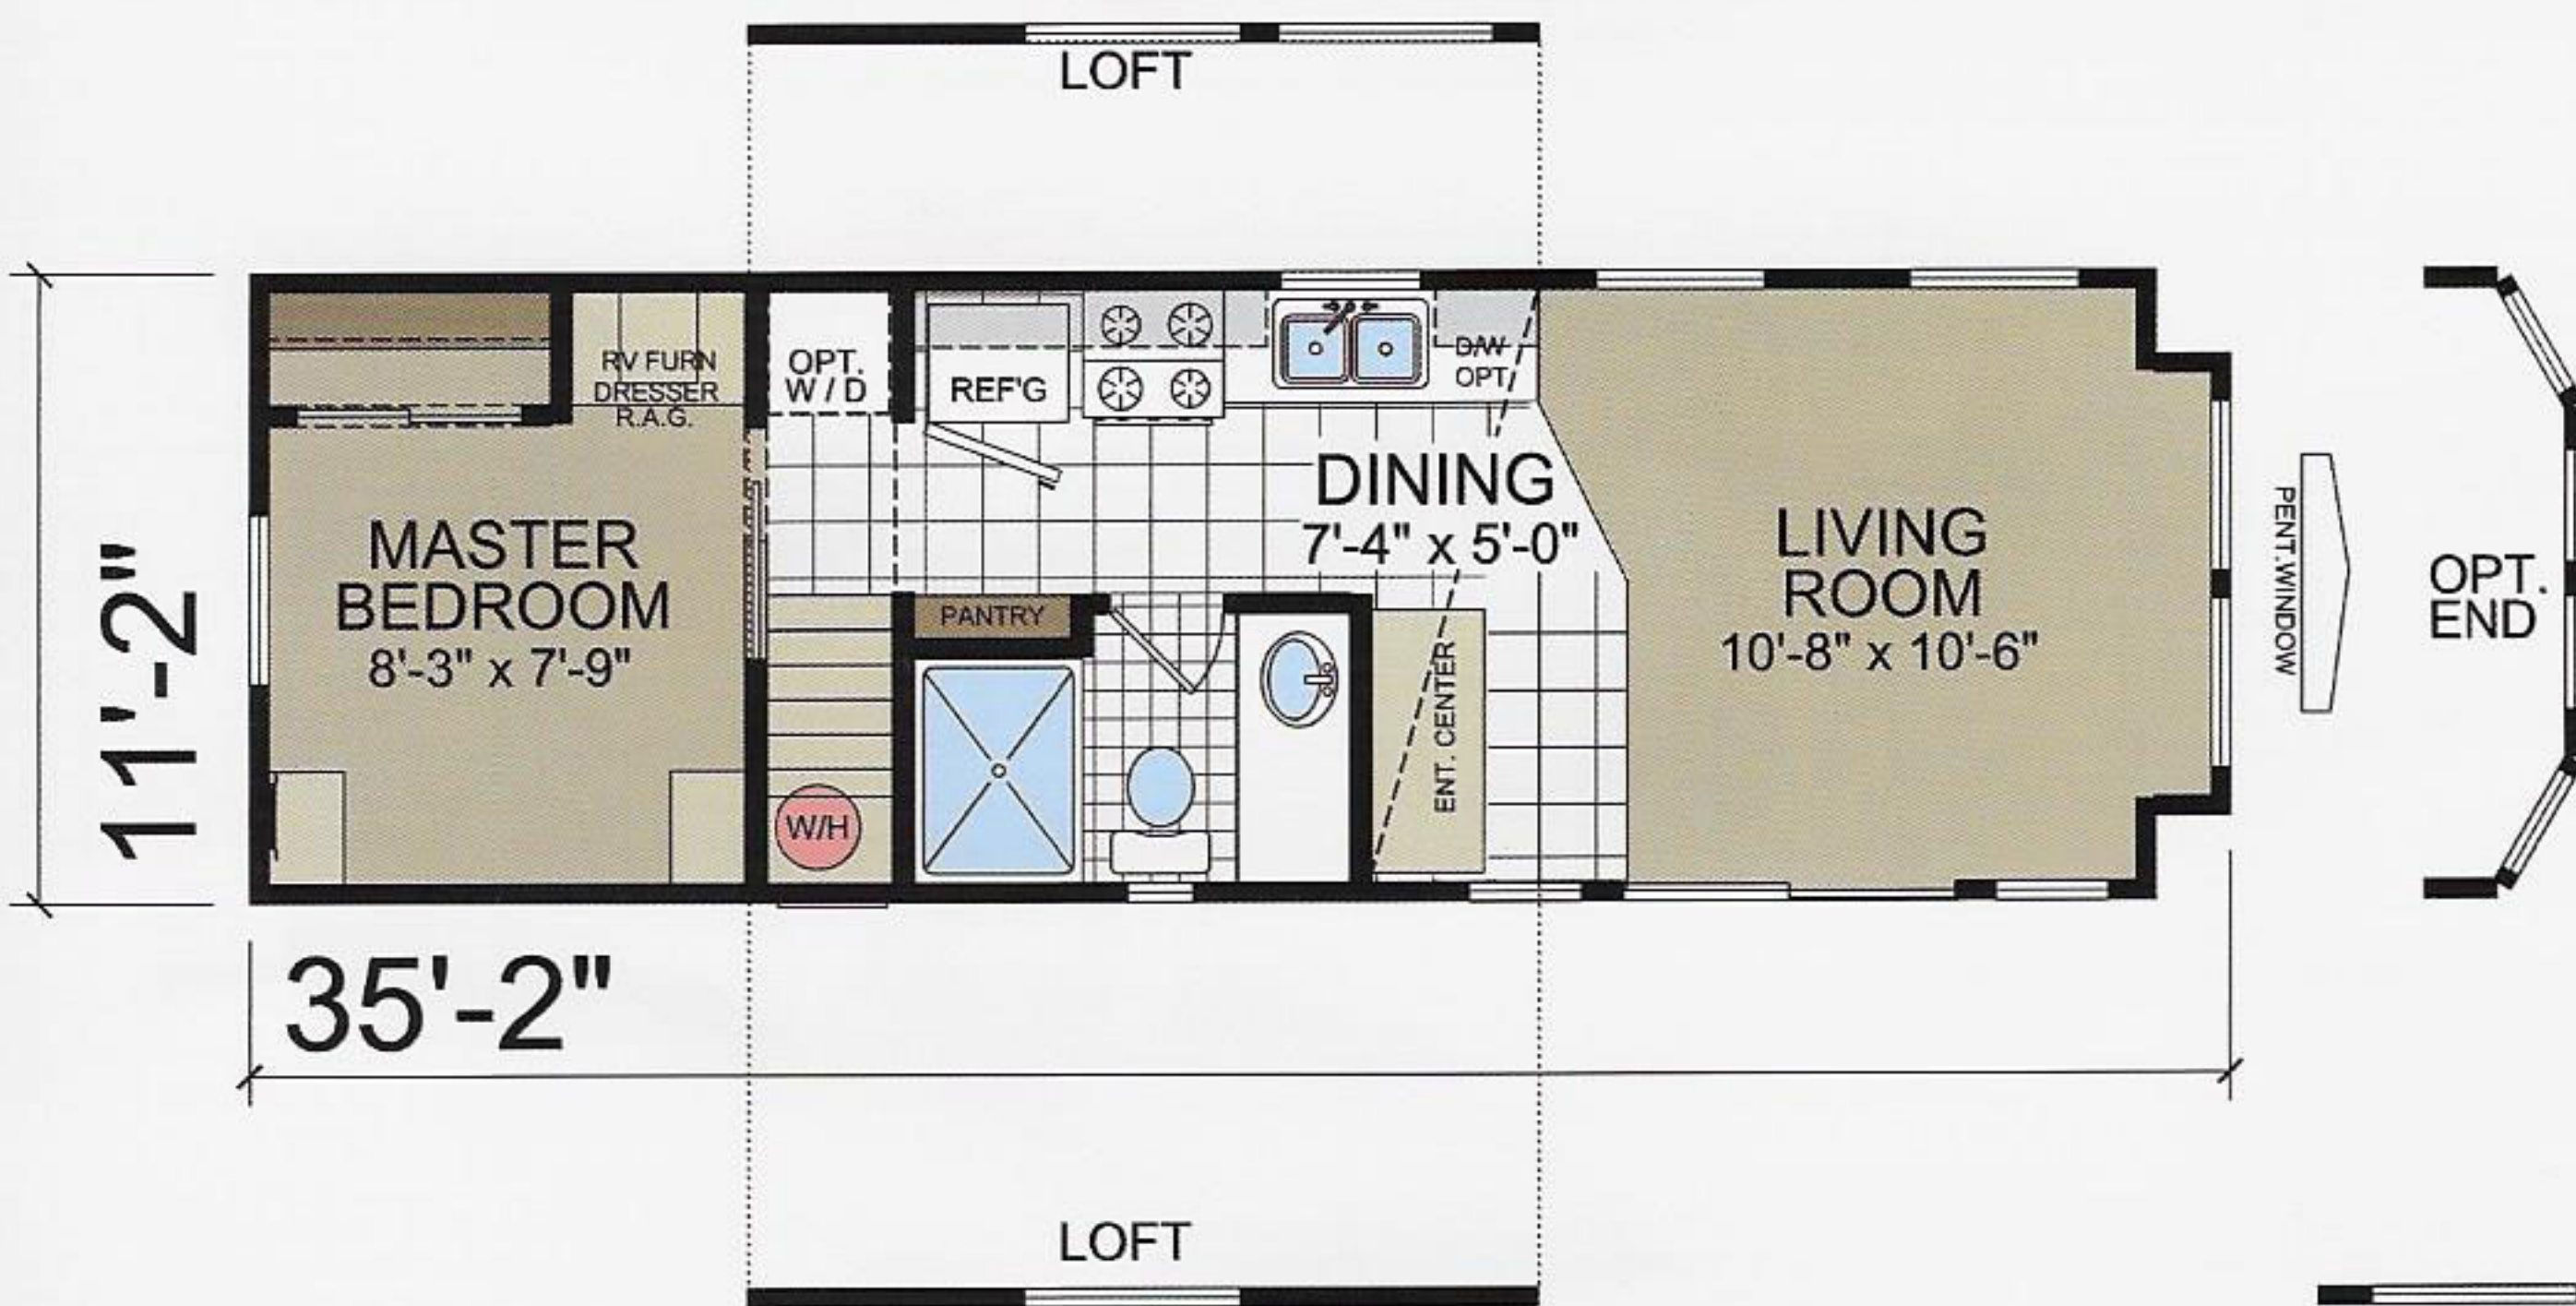 LOFT
RV FURN
DRESSER
R.A.G.
OPT.
W / D
REF'G
D/W
OPT
DINING
7'-4" x 5'-0"
MASTER
BEDROOM
8'-3" x 7'-9"
LIVING
ROOM
10'-8" x 10'-6"
PENT.WINDOW
OPT.
END
11'-2"
PANTRY
ENT. CENTER
W/H
35'-2"
LOFT